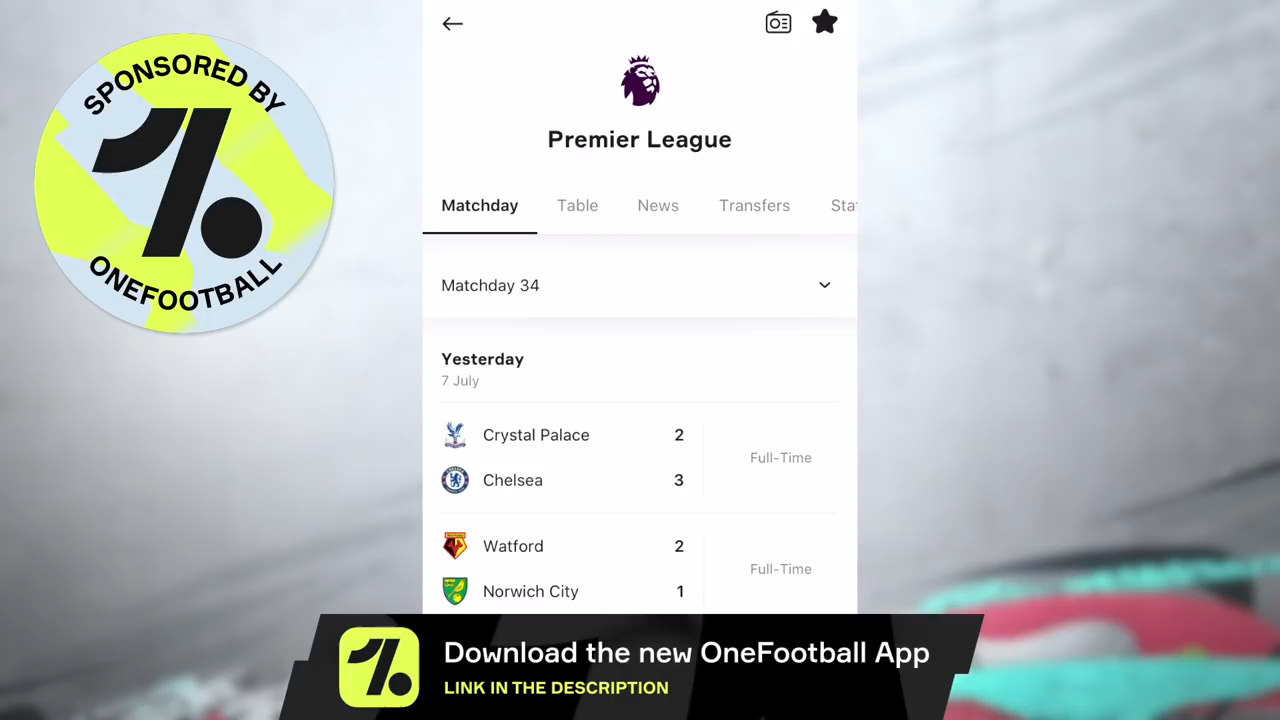 SPONSORED BY
ONEFOOTBALL
Premier League
Matchday Table News Transfers Sta
Matchday 34
Yesterday
7 July
Crystal Palace 2
Full-Time
Chelsea 3
Watford 2
Full-Time
Norwich City 1
Download the new OneFootball App
LINK IN THE DESCRIPTION